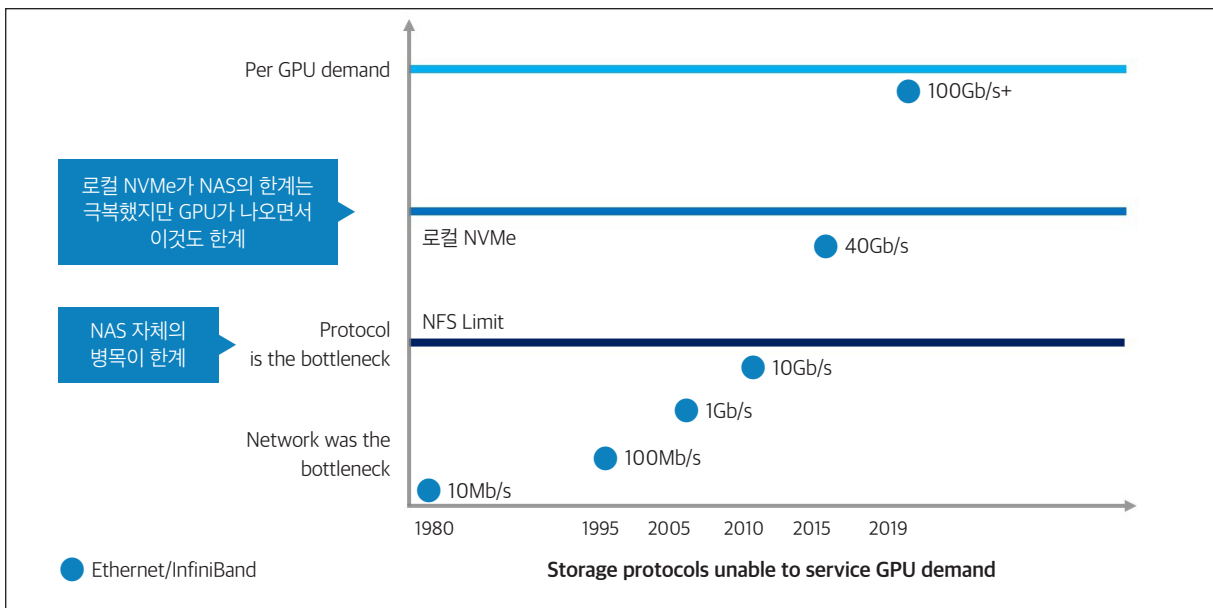 Per GPU demand
100Gb/s+
로컬 NVMe가 NAS의 한계는
극복했지만 GPU가 나오면서
이것도 한계
로컬 NVMe
40Gb/s
NAS 자체의
병목이 한계
Protocol
is the bottleneck
NFS Limit
10Gb/s
1Gb/s
Network was the
bottleneck
100Mb/s
10Mb/s
1980 1995 2005 2010 2015 2019
Ethernet/InfiniBand
Storage protocols unable to service GPU demand